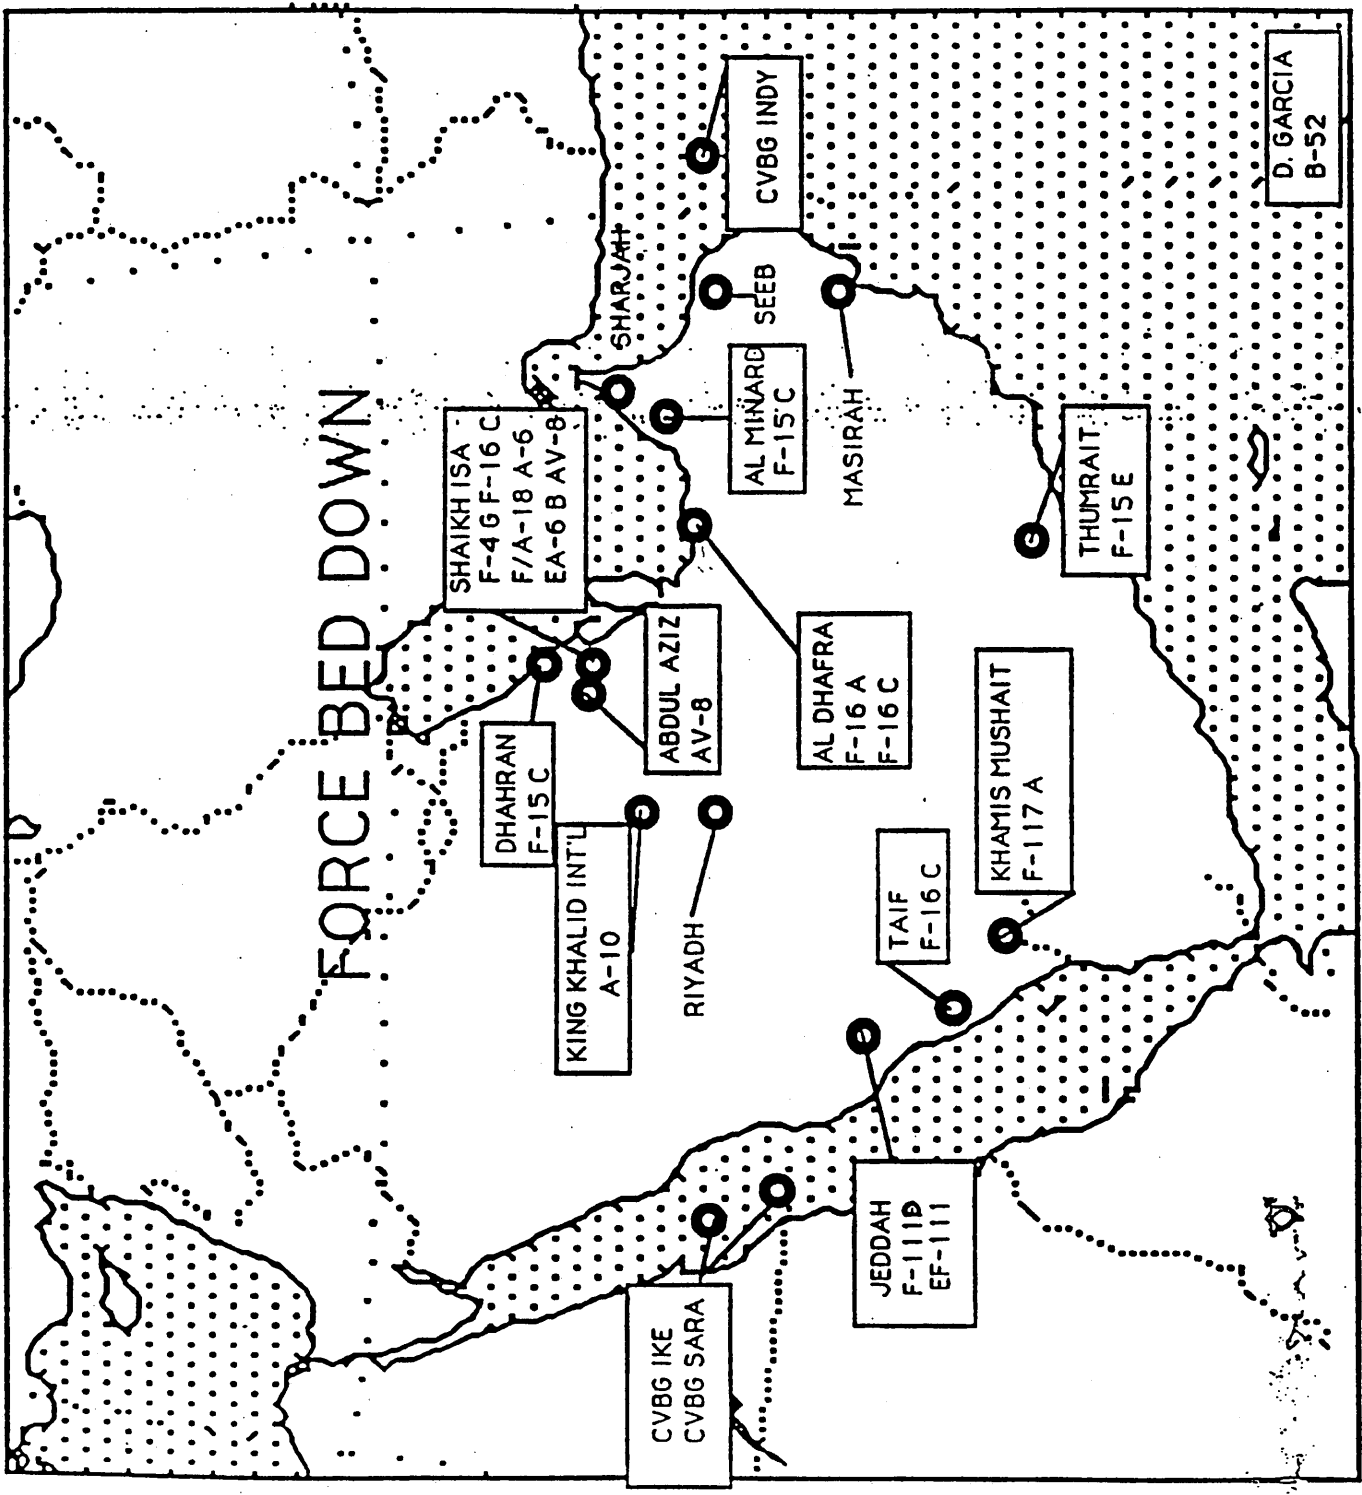 FORCE BED DOWN
SHAIKH ISA
F-4 G F-16 C
F/A-18 A-6
EA-6 B AV-8
SHARJAH
CVBG INDY
DHAHRAN
F-15 C
KING KHALID INT'L
A-10
ABDUL AZIZ
AV-8
RIYADH
AL MINARD
F-15 C
SEEB
MASIRAH
AL DHAFRA
F-16 A
F-16 C
CVBG IKE
CVBG SARA
JEDDAH
F-111D
EF-111
TAIF
F-16 C
KHAMIS MUSHAIT
F-117 A
THUMRAIT
F-15 E
D. GARCIA
B-52